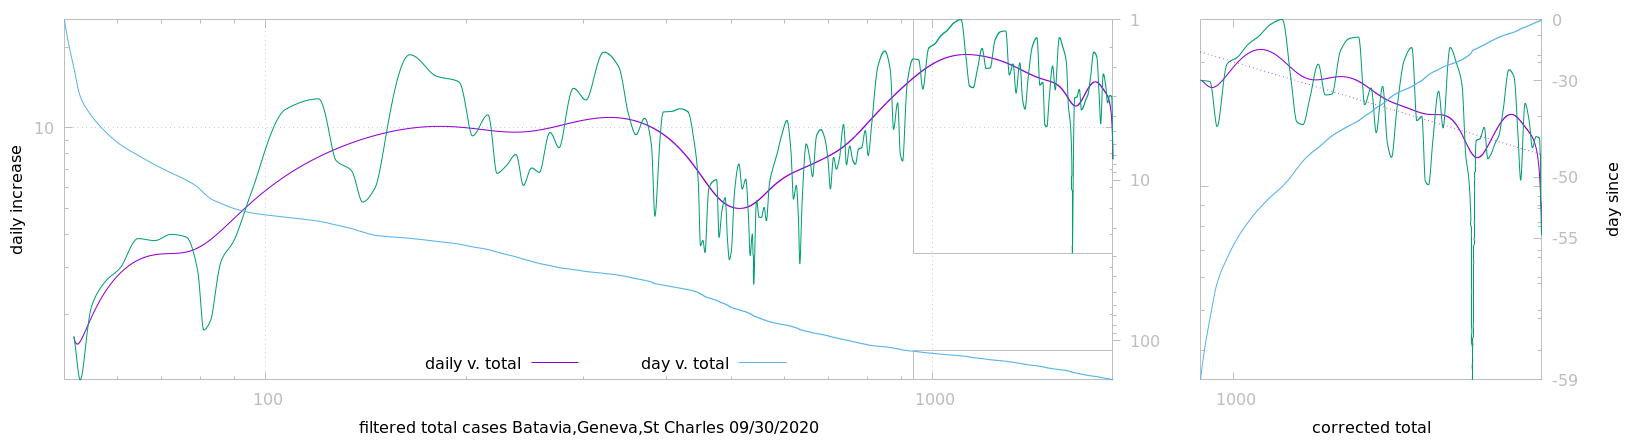 daily increase
10
100
1000
1
10
100
daily v. total
day v. total
filtered total cases Batavia,Geneva,St Charles 09/30/2020
0
-30
-50
-55
-59
day since
1000
corrected total